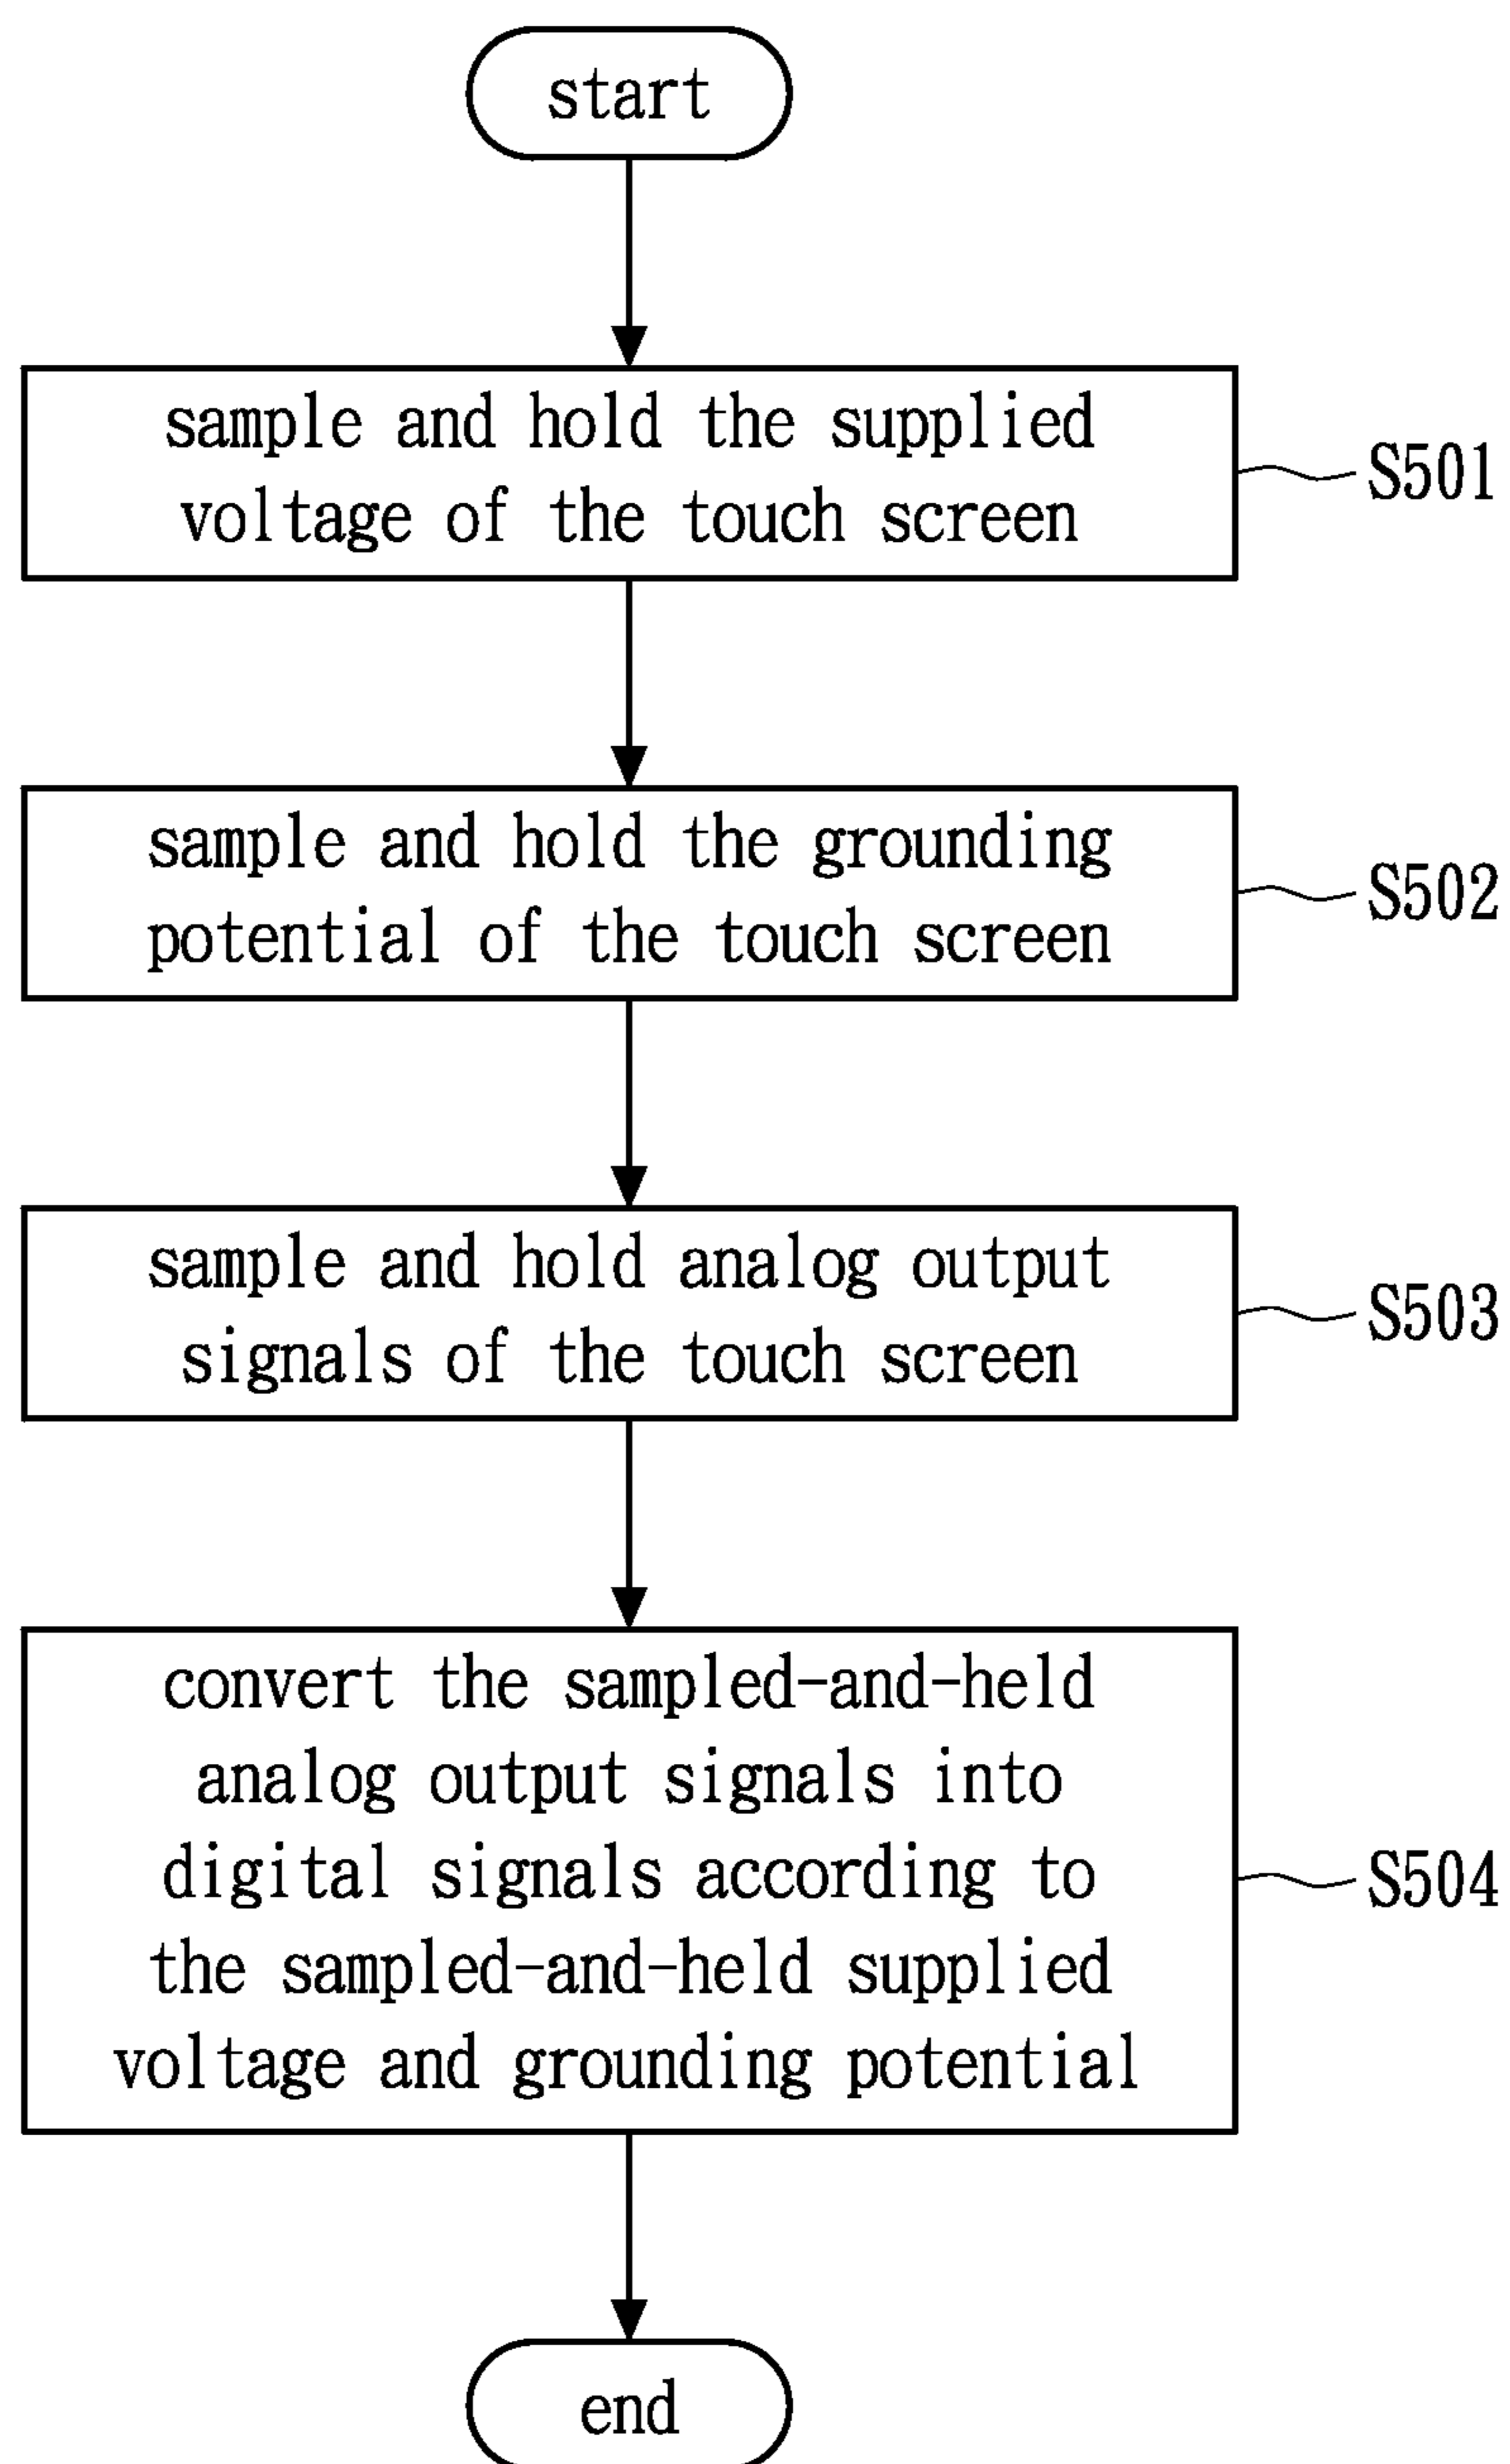 start
sample and hold the supplied
voltage of the touch screen
S501
sample and hold the grounding
potential of the touch screen
S502
sample and hold analog output
signals of the touch screen
S503
convert the sampled-and-held
analog output signals into
digital signals according to
the sampled-and-held supplied
voltage and grounding potential
S504
end